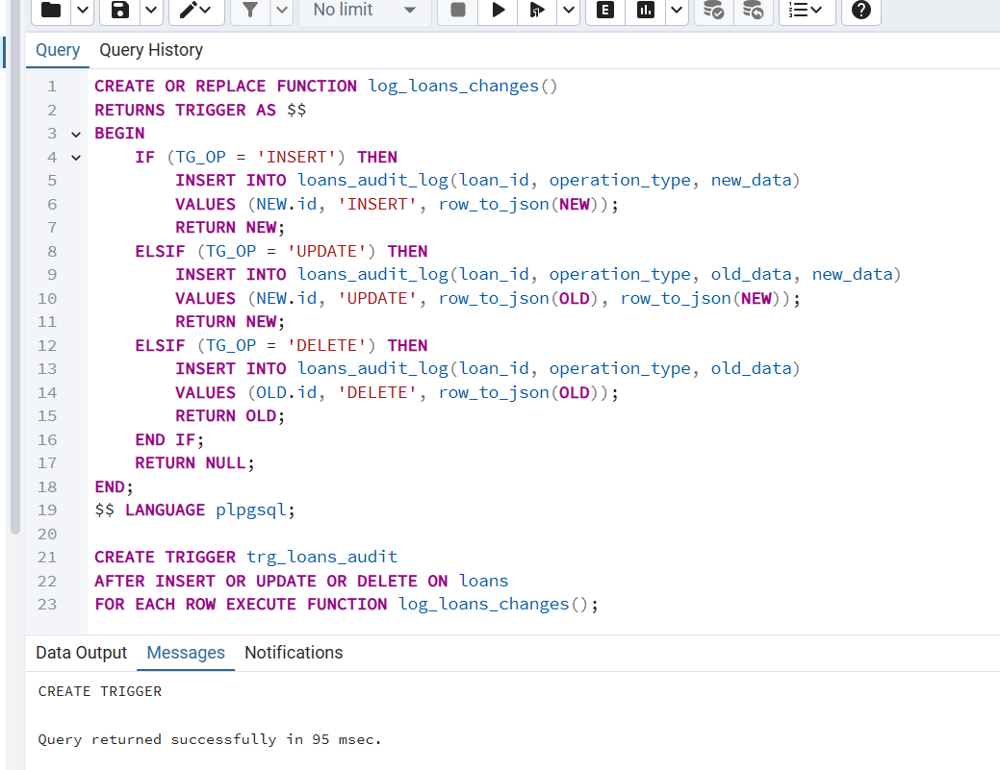 No limit
E
Query Query History
1 CREATE OR REPLACE FUNCTION log_loans_changes()
2 RETURNS TRIGGER AS $$
3 BEGIN
4 IF (TG_OP = 'INSERT') THEN
5 INSERT INTO loans_audit_log(loan_id, operation_type, new_data)
6 VALUES (NEW.id, 'INSERT', row_to_json(NEW));
7 RETURN NEW;
8 ELSIF (TG_OP = 'UPDATE') THEN
9 INSERT INTO loans_audit_log(loan_id, operation_type, old_data, new_data)
10 VALUES (NEW.id, 'UPDATE', row_to_json(OLD), row_to_json(NEW));
11 RETURN NEW;
12 ELSIF (TG_OP = 'DELETE') THEN
13 INSERT INTO loans_audit_log(loan_id, operation_type, old_data)
14 VALUES (OLD.id, 'DELETE', row_to_json(OLD));
15 RETURN OLD;
16 END IF;
17 RETURN NULL;
18 END;
19 $$ LANGUAGE plpgsql;
20
21 CREATE TRIGGER trg_loans_audit
22 AFTER INSERT OR UPDATE OR DELETE ON loans
23 FOR EACH ROW EXECUTE FUNCTION log_loans_changes();
Data Output Messages Notifications
CREATE TRIGGER
Query returned successfully in 95 msec.